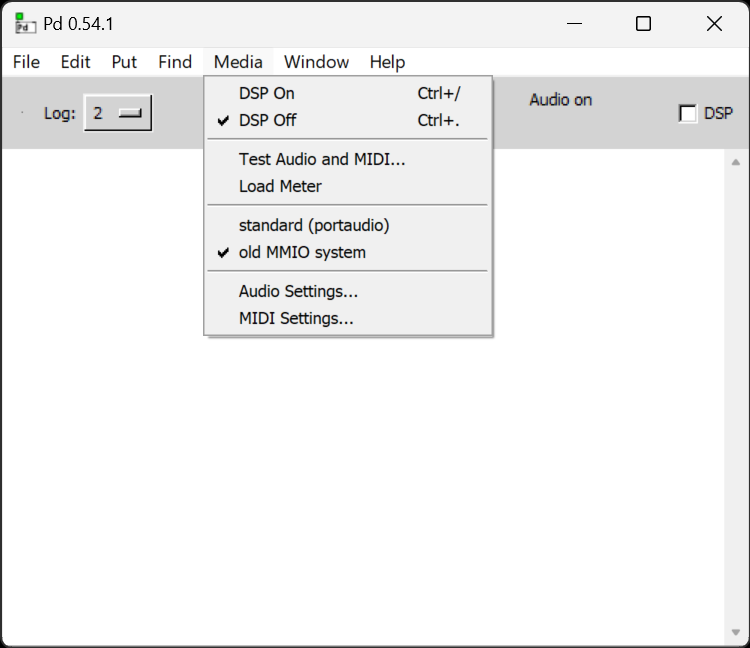 Pd 0.54.1
File Edit Put Find Media Window Help
Log: 2
Audio on
DSP
DSP On Ctrl+/
DSP Off Ctrl+.
Test Audio and MIDI...
Load Meter
standard (portaudio)
old MMIO system
Audio Settings...
MIDI Settings...